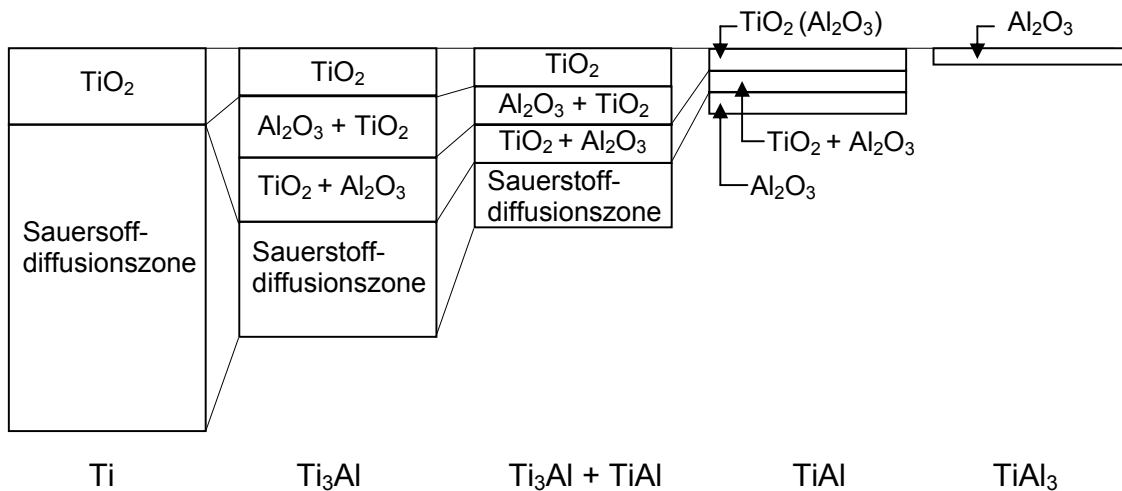 TiO₂
Sauersoff-
diffusionszone
TiO₂
Al₂O₃ + TiO₂
TiO₂ + Al₂O₃
Sauerstoff-
diffusionszone
TiO₂
Al₂O₃ + TiO₂
TiO₂ + Al₂O₃
Sauerstoff-
diffusionszone
TiO₂ (Al₂O₃)
TiO₂ + Al₂O₃
Al₂O₃
Al₂O₃
Ti
Ti₃Al
Ti₃Al + TiAl
TiAl
TiAl₃